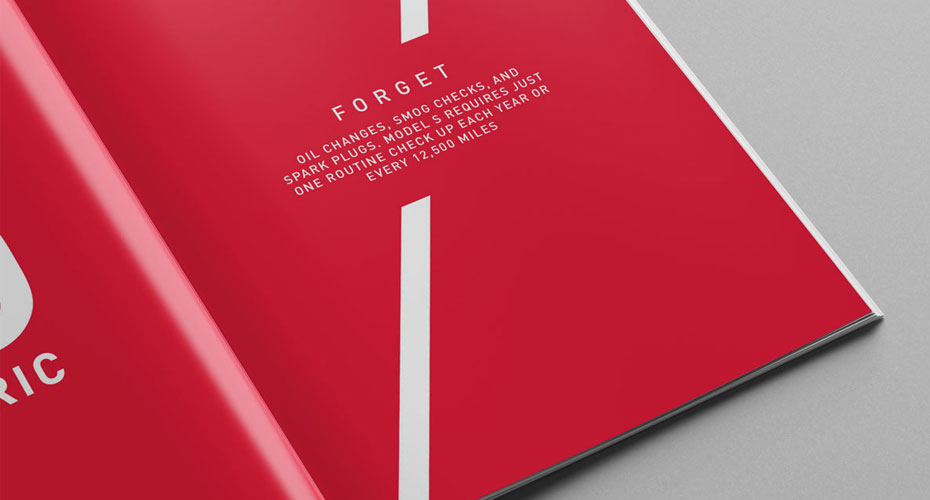 RIC
FORGET
OIL CHANGES, SMOG CHECKS, AND
SPARK PLUGS. MODEL S REQUIRES JUST
ONE ROUTINE CHECK UP EACH YEAR OR
EVERY 12,500 MILES